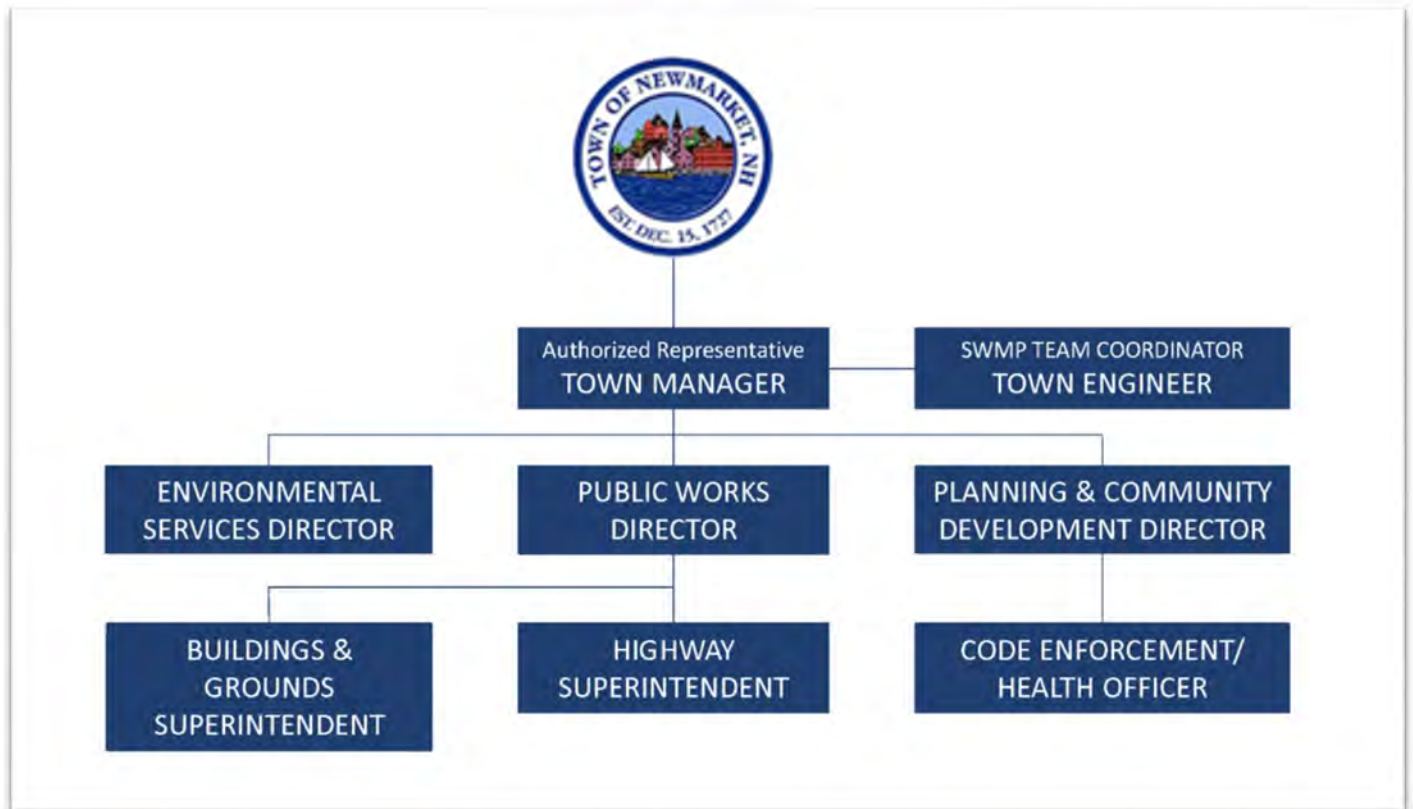 TOWN OF NEWMARKET, NH
EST. DEC. 15, 1727
Authorized Representative
TOWN MANAGER
SWMP TEAM COORDINATOR
TOWN ENGINEER
ENVIRONMENTAL
SERVICES DIRECTOR
PUBLIC WORKS
DIRECTOR
PLANNING & COMMUNITY
DEVELOPMENT DIRECTOR
BUILDINGS &
GROUNDS
SUPERINTENDENT
HIGHWAY
SUPERINTENDENT
CODE ENFORCEMENT/
HEALTH OFFICER